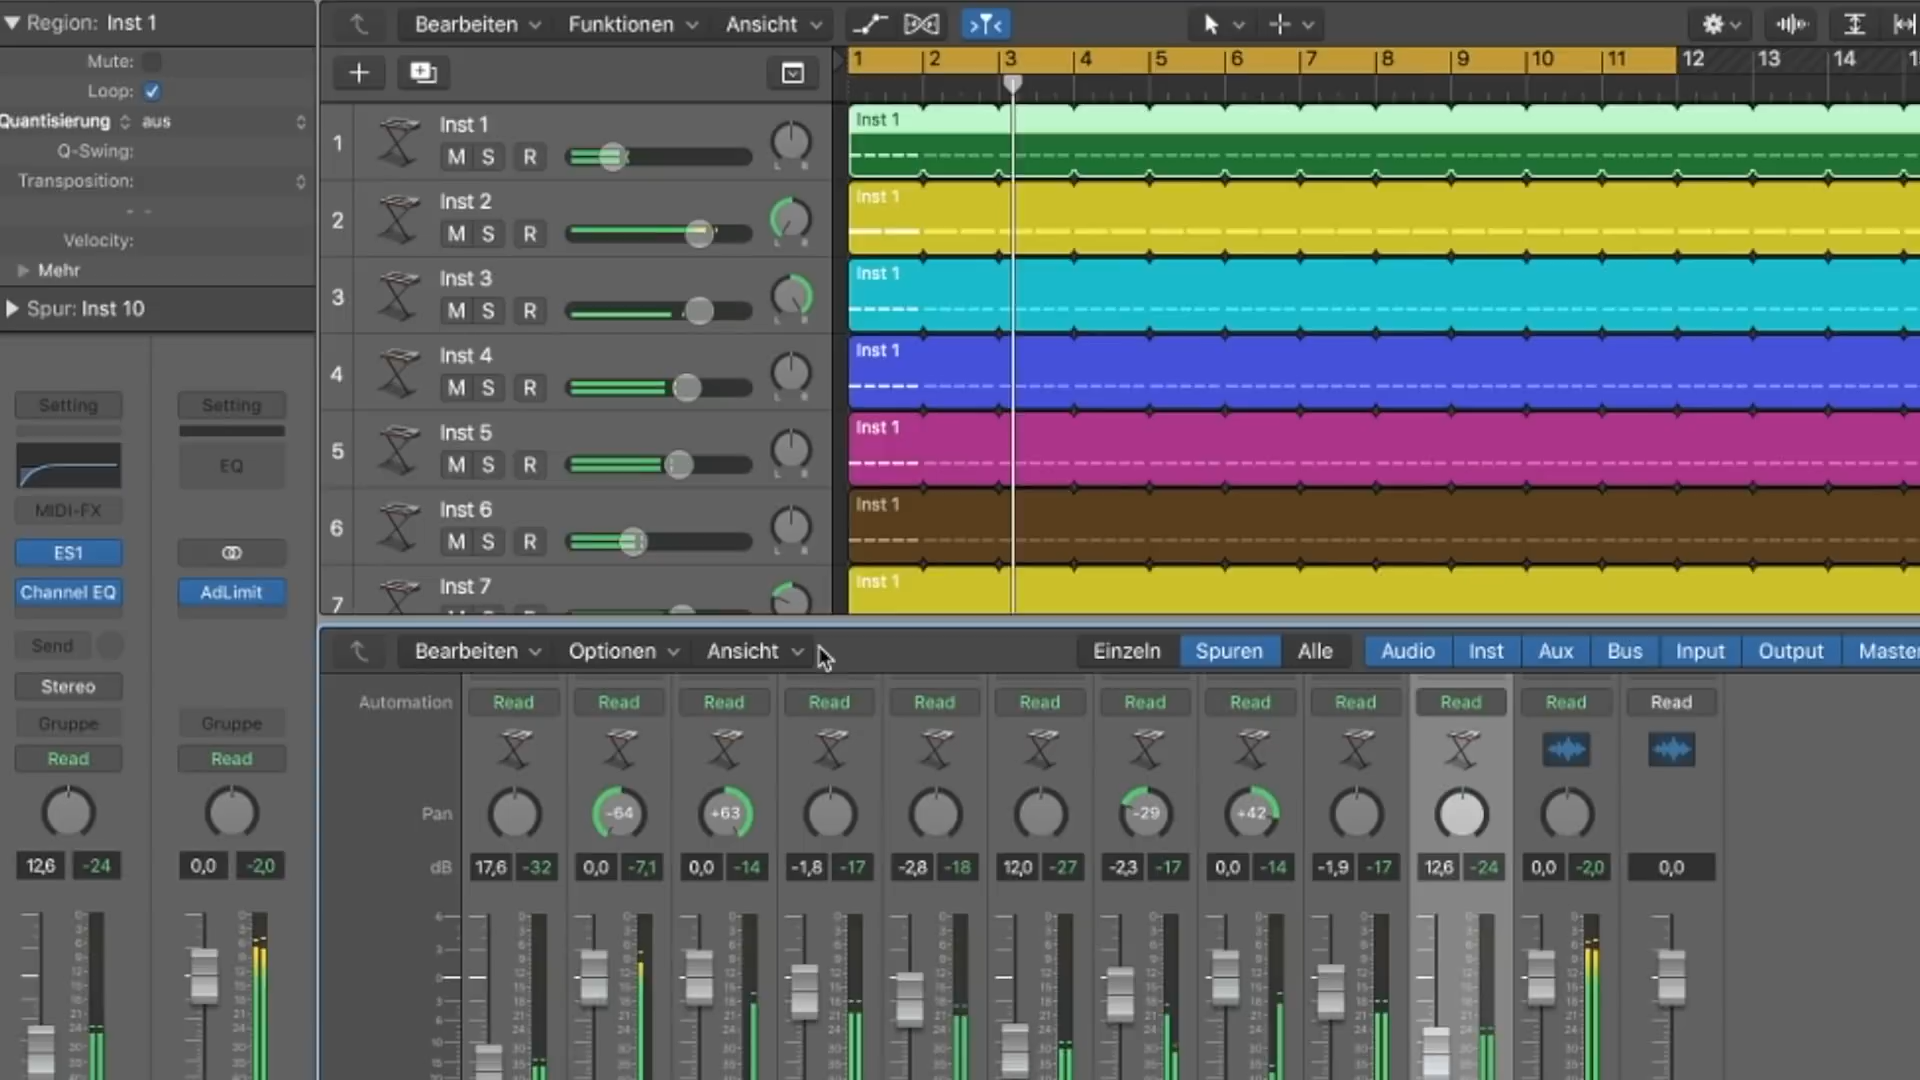 Region: Inst 1
Mute:
Loop:
Quantisierung aus
Q-Swing:
Transposition:
- -
Velocity:
Mehr
Spur: Inst 10
Setting Setting
EQ
MIDI-FX
ES1
Channel EQ AdLimit
Send
Stereo
Gruppe Gruppe
Read Read
12,6 -24 0,0 -2,0
Bearbeiten Funktionen Ansicht
1 2 3 4 5 6 7 8 9 10 11 12 13 14
1 Inst 1
M S R
Inst 1
2 Inst 2
M S R
Inst 1
3 Inst 3
M S R
Inst 1
4 Inst 4
M S R
Inst 1
5 Inst 5
M S R
Inst 1
6 Inst 6
M S R
Inst 1
7 Inst 7
Inst 1
Bearbeiten Optionen Ansicht Einzeln Spuren Alle Audio Inst Aux Bus Input Output Master
Automation Read Read Read Read Read Read Read Read Read Read Read Read
Pan -64 +63 -29 +42
dB 17,6 -32 0,0 -7,1 0,0 -14 -1,8 -17 -2,8 -18 12,0 -27 -2,3 -17 0,0 -14 -1,9 -17 12,6 -24 0,0 -2,0 0,0